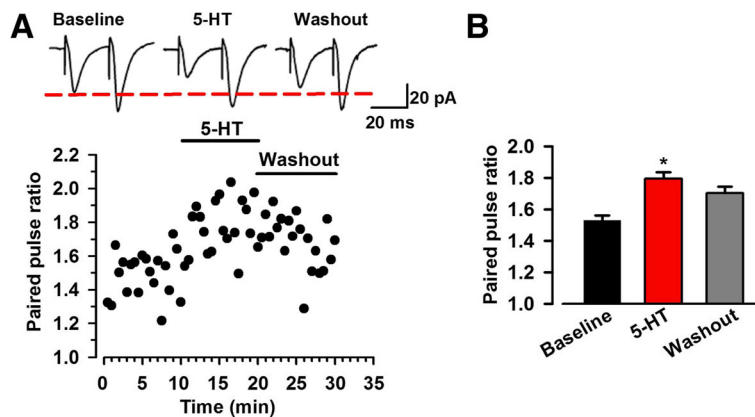 A
Baseline 5-HT Washout
20 pA
20 ms
5-HT
Washout
Paired pulse ratio
2.2
2.0
1.8
1.6
1.4
1.2
1.0
0 5 10 15 20 25 30 35
Time (min)
B
Paired pulse ratio
2.0
1.8
1.6
1.4
1.2
1.0
*
Baseline 5-HT Washout